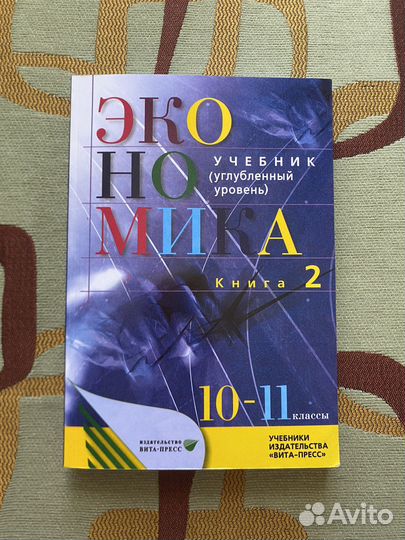 ЭКО
УЧЕБНИК
НО
(углубленный
уровень)
МИКА
Книга 2
10-11 классы
ИЗДАТЕЛЬСТВО
ВИТА-ПРЕСС
УЧЕБНИКИ
ИЗДАТЕЛЬСТВА
«ВИТА-ПРЕСС»
Avito